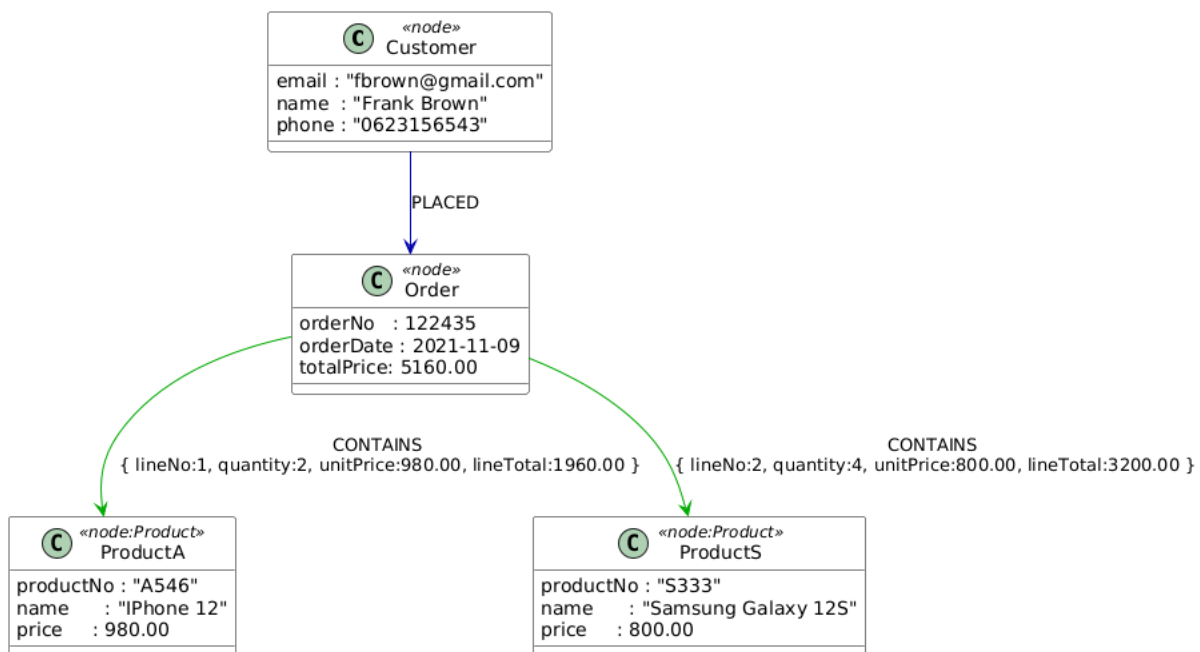 C
«node»
Customer
email : "fbrown@gmail.com"
name : "Frank Brown"
phone : "0623156543"
PLACED
C
«node»
Order
orderNo : 122435
orderDate : 2021-11-09
totalPrice: 5160.00
CONTAINS
{ lineNo:1, quantity:2, unitPrice:980.00, lineTotal:1960.00 }
CONTAINS
{ lineNo:2, quantity:4, unitPrice:800.00, lineTotal:3200.00 }
C
«node:Product»
ProductA
productNo : "A546"
name : "IPhone 12"
price : 980.00
C
«node:Product»
ProductS
productNo : "S333"
name : "Samsung Galaxy 12S"
price : 800.00